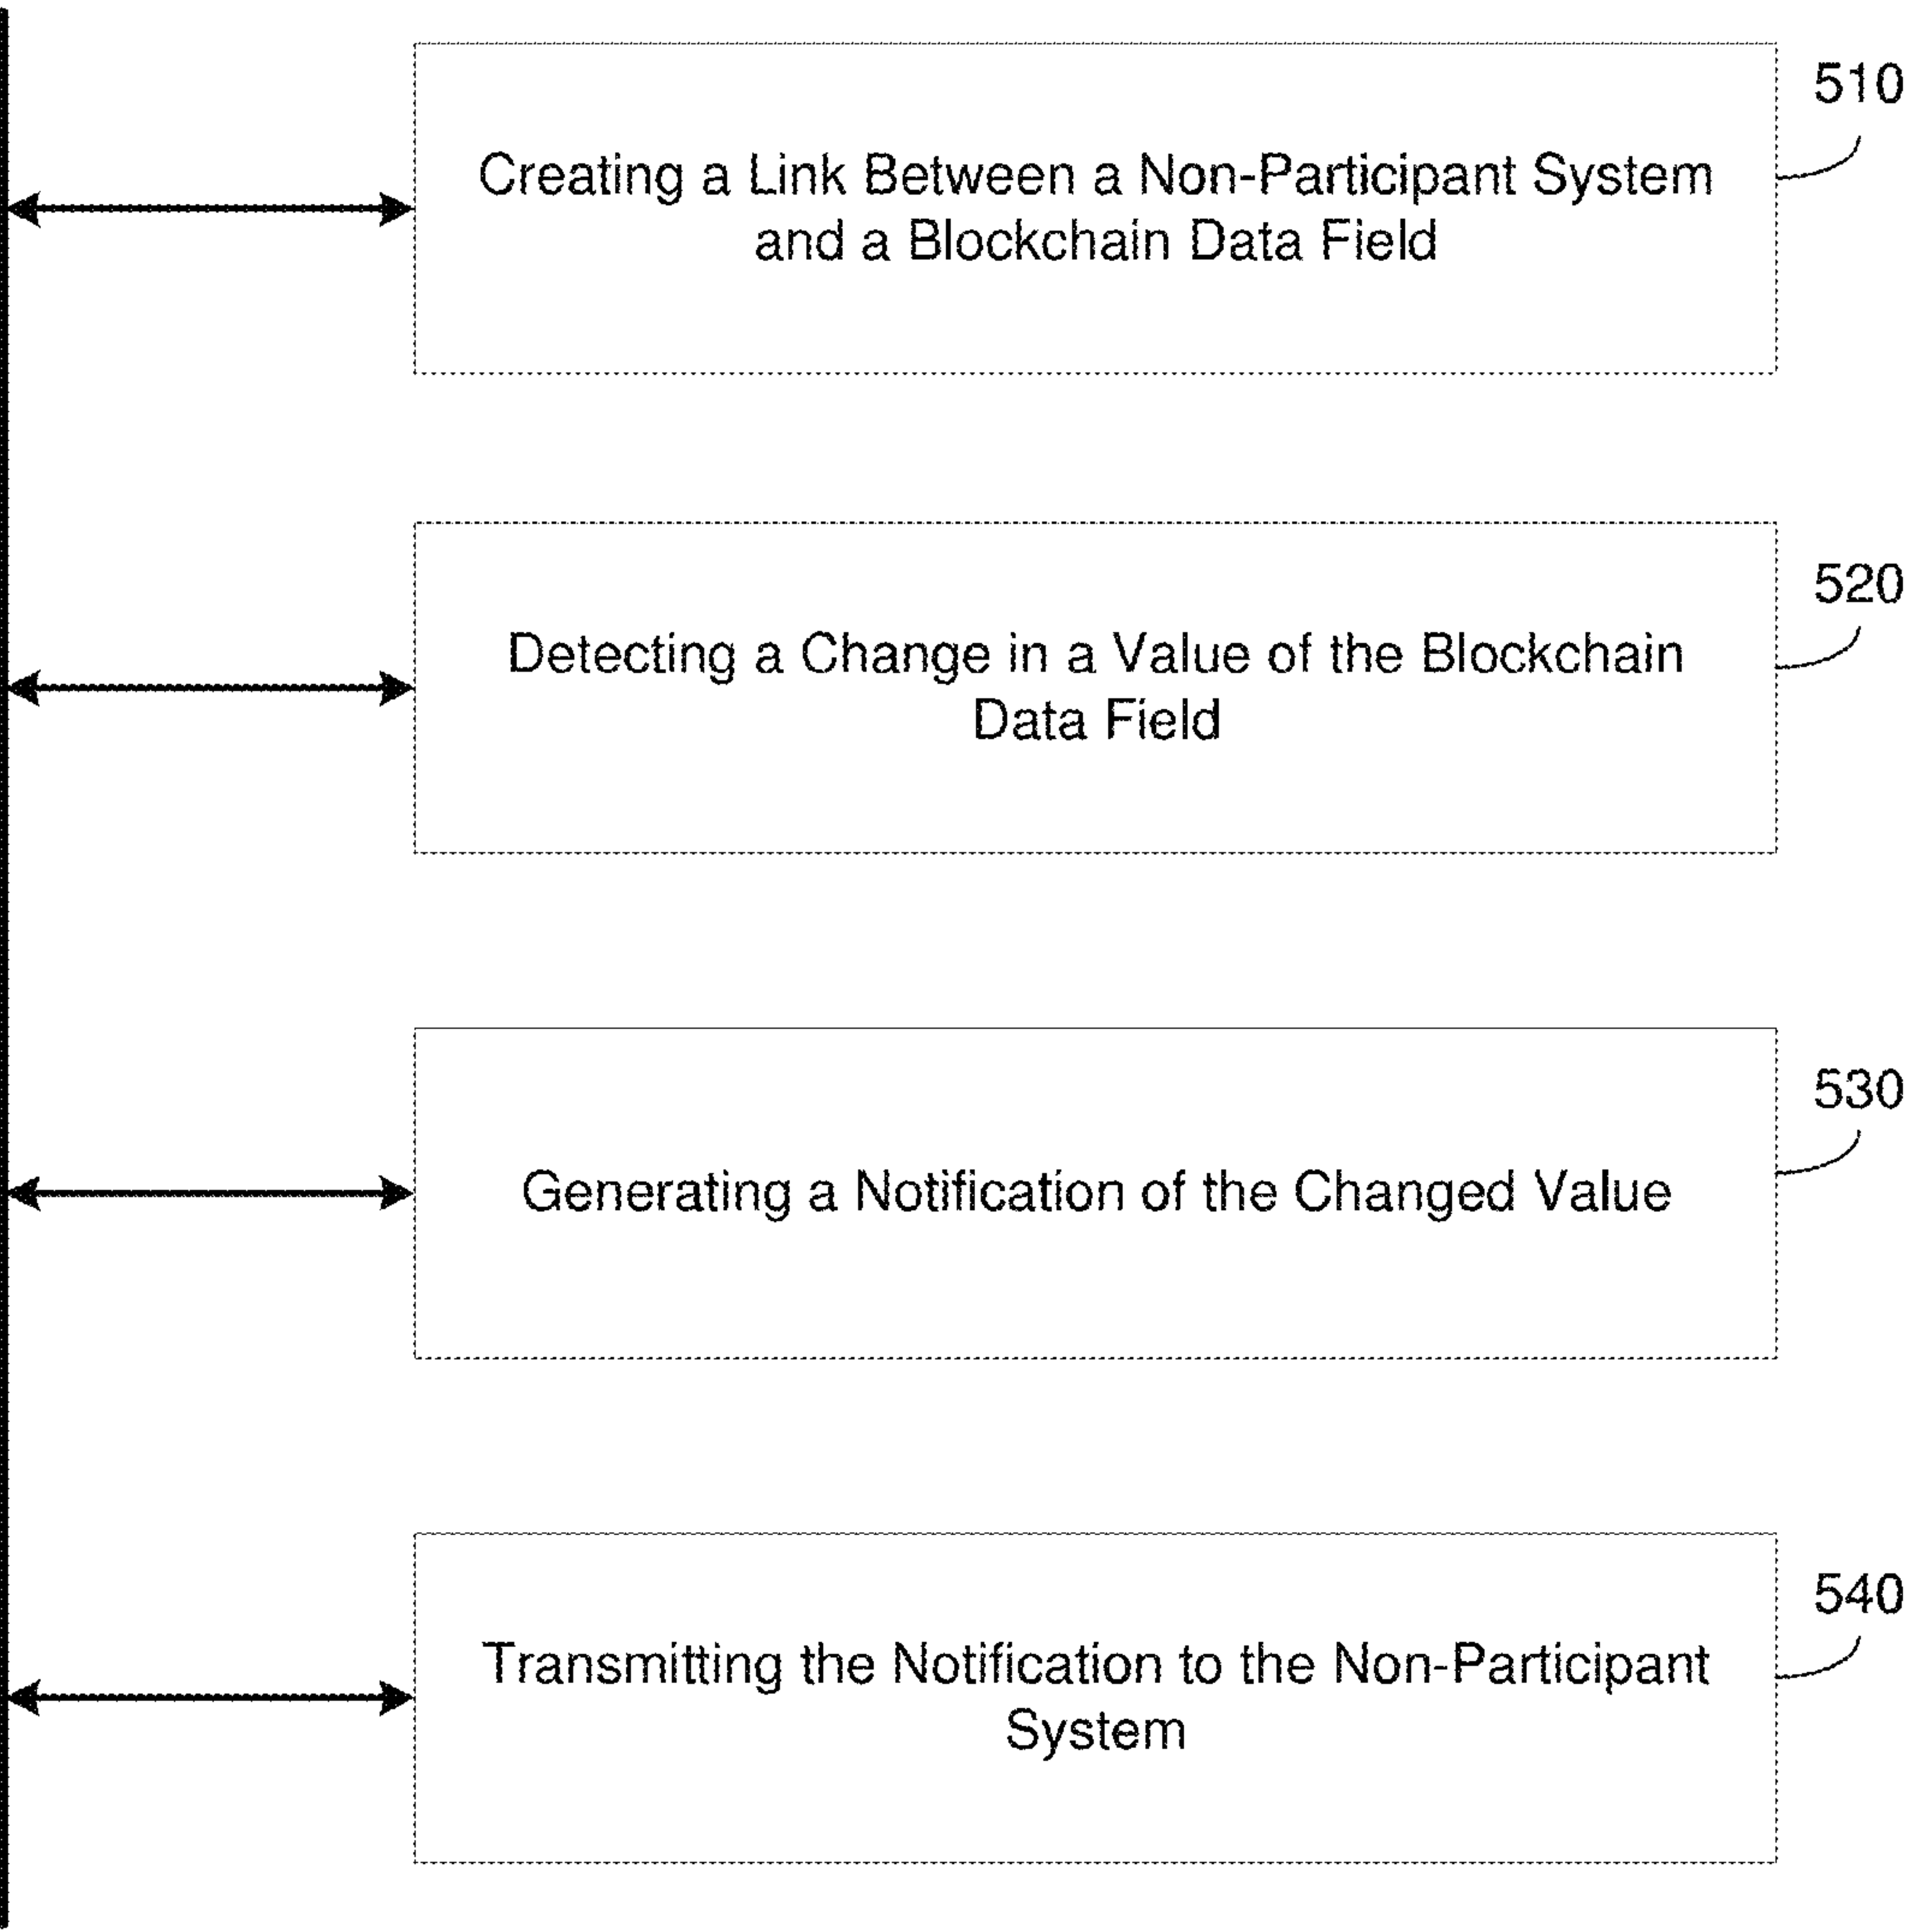 510
Creating a Link Between a Non-Participant System
and a Blockchain Data Field
520
Detecting a Change in a Value of the Blockchain
Data Field
530
Generating a Notification of the Changed Value
540
Transmitting the Notification to the Non-Participant
System